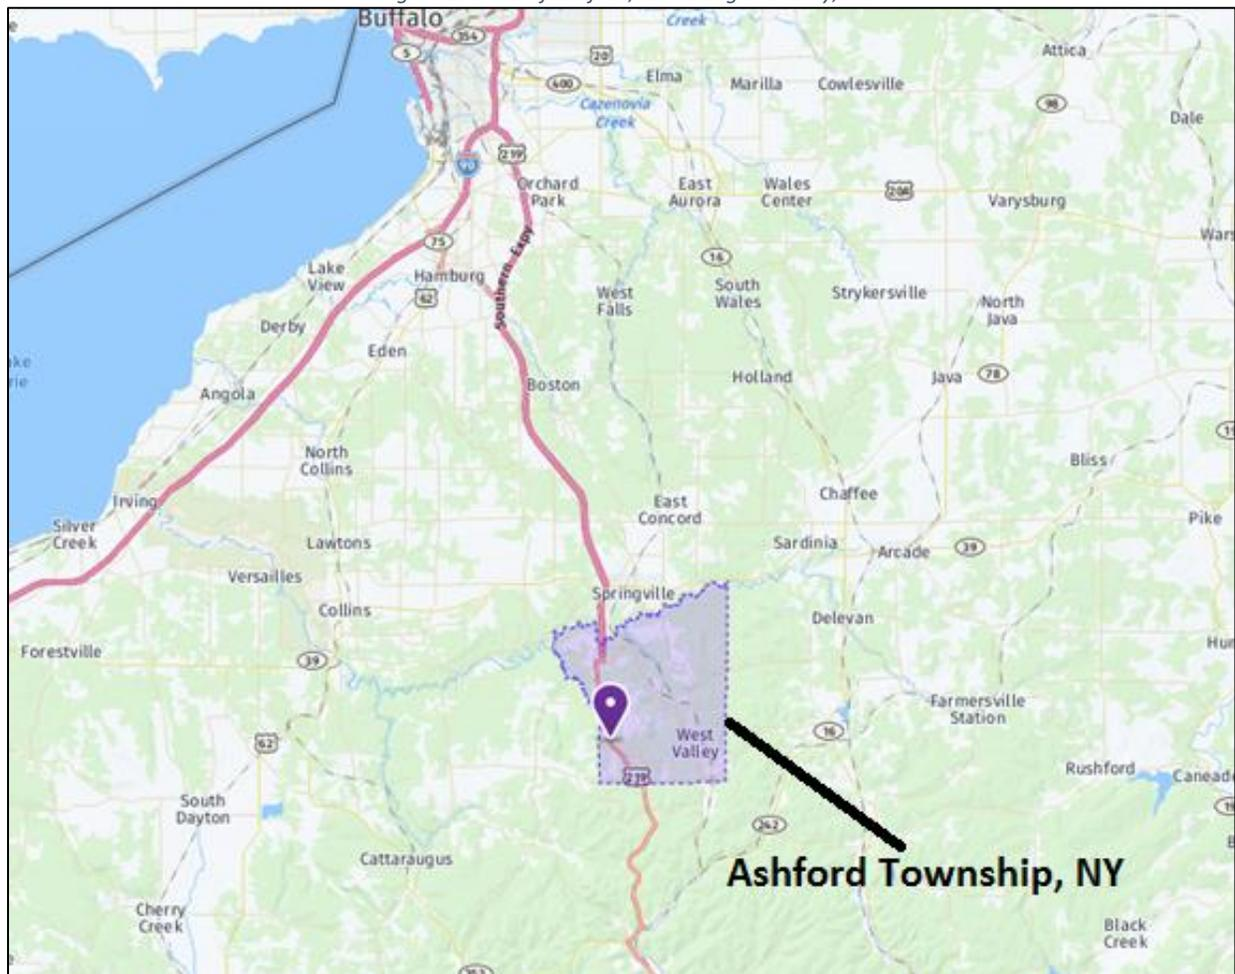 Buffalo
354
5
Creek
20
400
Elma
Marilla
Cowlesville
Attica
98
Cazenovia
Creek
Dale
90
219
Orchard
Park
East
Aurora
Wales
Center
20A
Varysburg
75
Southern Expy
16
Lake
View
Hamburg
62
West
Falls
South
Wales
Strykersville
North
Java
Derby
Eden
Angola
Boston
Holland
Java
78
North
Collins
Bliss
Irving
Silver
Creek
East
Concord
Chaffee
Pike
Lawtons
Sardinia
Arcade
39
Versailles
Springville
Collins
Delevan
Forestville
39
Farmersville
Station
16
62
West
Valley
219
Rushford
South
Dayton
242
Cattaraugus
Ashford Township, NY
Cherry
Creek
Black
Creek